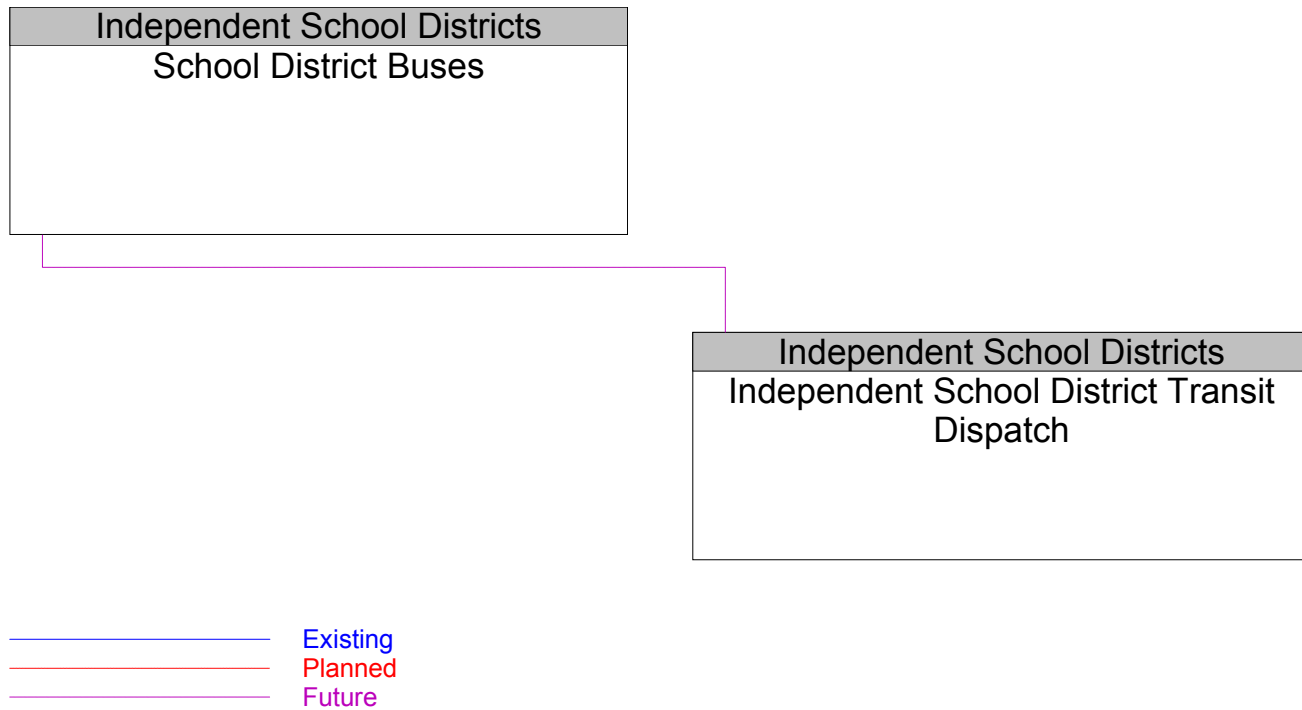 Independent School Districts
School District Buses
Independent School Districts
Independent School District Transit
Dispatch
Existing
Planned
Future